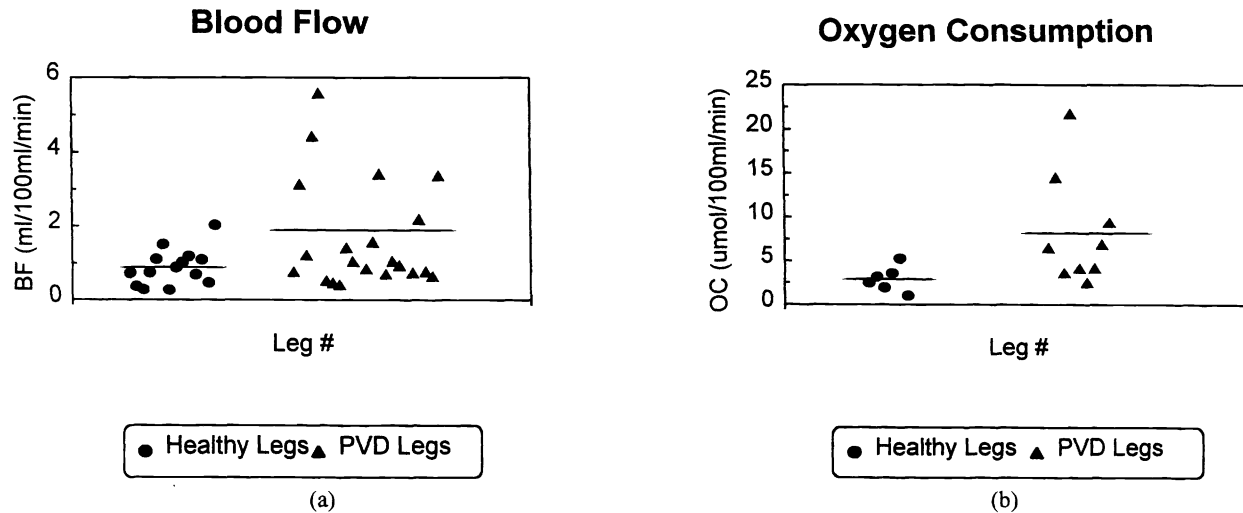 Blood Flow
BF (ml/100ml/min)
6
4
2
0
Leg #
● Healthy Legs ▲ PVD Legs
(a)
Oxygen Consumption
OC (umol/100ml/min)
25
20
15
10
5
0
Leg #
● Healthy Legs ▲ PVD Legs
(b)